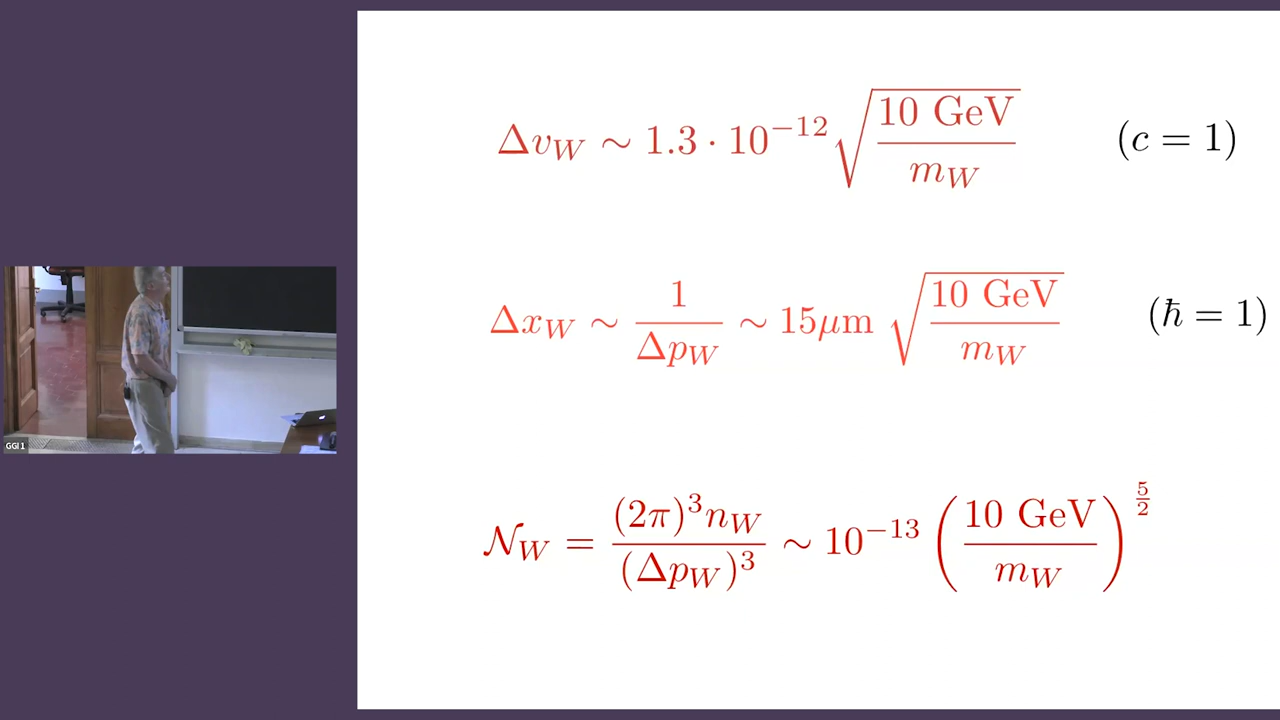 Δv_W ∼ 1.3 · 10^{−12} √(10 GeV / m_W) (c = 1)
Δx_W ∼ 1 / Δp_W ∼ 15μm √(10 GeV / m_W) (ħ = 1)
𝒩_W = (2π)^3 n_W / (Δp_W)^3 ∼ 10^{−13} (10 GeV / m_W)^{5/2}
GGI 1